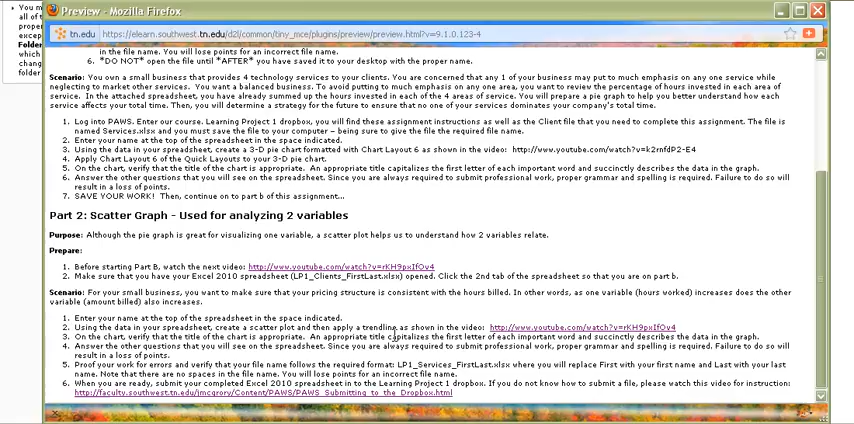 You m
all of t
prope
excep
Folder
which
chang
folder
Preview - Mozilla Firefox
tn.edu https://elearn.southwest.tn.edu/d2l/common/tiny_mce/plugins/preview/preview.html?v=9.1.0.123-4
in the file name. You will lose points for an incorrect file name.
6. *DO NOT* open the file until *AFTER* you have saved it to your desktop with the proper name.
Scenario: You own a small business that provides 4 technology services to your clients. You are concerned that any 1 of your business may put to much emphasis on any one service while
neglecting to market other services. You want a balanced business. To avoid putting to much emphasis on any one area, you want to review the percentage of hours invested in each area of
service. In the attached spreadsheet, you have already summed up the hours invested in each of the 4 areas of service. You will prepare a pie graph to help you better understand how each
service affects your total time. Then, you will determine a strategy for the future to ensure that no one of your services dominates your company's total time.
1. Log into PAWS. Enter our course. Learning Project 1 dropbox, you will find these assignment instructions as well as the Client file that you need to complete this assignment. The file is
named Services.xlsx and you must save the file to your computer – being sure to give the file the required file name.
2. Enter your name at the top of the spreadsheet in the space indicated.
3. Using the data in your spreadsheet, create a 3-D pie chart formatted with Chart Layout 6 as shown in the video: http://www.youtube.com/watch?v=k2rnfdP2-E4
4. Apply Chart Layout 6 of the Quick Layouts to your 3-D pie chart.
5. On the chart, verify that the title of the chart is appropriate. An appropriate title capitalizes the first letter of each important word and succinctly describes the data in the graph.
6. Answer the other questions that you will see on the spreadsheet. Since you are always required to submit professional work, proper grammar and spelling is required. Failure to do so will
result in a loss of points.
7. SAVE YOUR WORK! Then, continue on to part b of this assignment.
Part 2: Scatter Graph - Used for analyzing 2 variables
Purpose: Although the pie graph is great for visualizing one variable, a scatter plot helps us to understand how 2 variables relate.
Prepare:
1. Before starting Part B, watch the next video: http://www.youtube.com/watch?v=rKH9pxIfOv4
2. Make sure that you have your Excel 2010 spreadsheet (LP1_Clients_FirstLast.xlsx) opened. Click the 2nd tab of the spreadsheet so that you are on part b.
Scenario: For your small business, you want to make sure that your pricing structure is consistent with the hours billed. In other words, as one variable (hours worked) increases does the other
variable (amount billed) also increases.
1. Enter your name at the top of the spreadsheet in the space indicated.
2. Using the data in your spreadsheet, create a scatter plot and then apply a trendling as shown in the video: http://www.youtube.com/watch?v=rKH9pxIfOv4
3. On the chart, verify that the title of the chart is appropriate. An appropriate title capitalizes the first letter of each important word and succinctly describes the data in the graph.
4. Answer the other questions that you will see on the spreadsheet. Since you are always required to submit professional work, proper grammar and spelling is required. Failure to do so will
result in a loss of points.
5. Proof your work for errors and verify that your file name follows the required format: LP1_Services_FirstLast.xlsx where you will replace First with your first name and Last with your last
name. Note that there are no spaces in the file name. You will lose points for an incorrect file name.
6. When you are ready, submit your completed Excel 2010 spreadsheet in to the Learning Project 1 dropbox. If you do not know how to submit a file, please watch this video for instruction:
http://faculty.southwest.tn.edu/jmcgrory/Content/PAWS/PAWS_Submitting_to_the_Dropbox.html